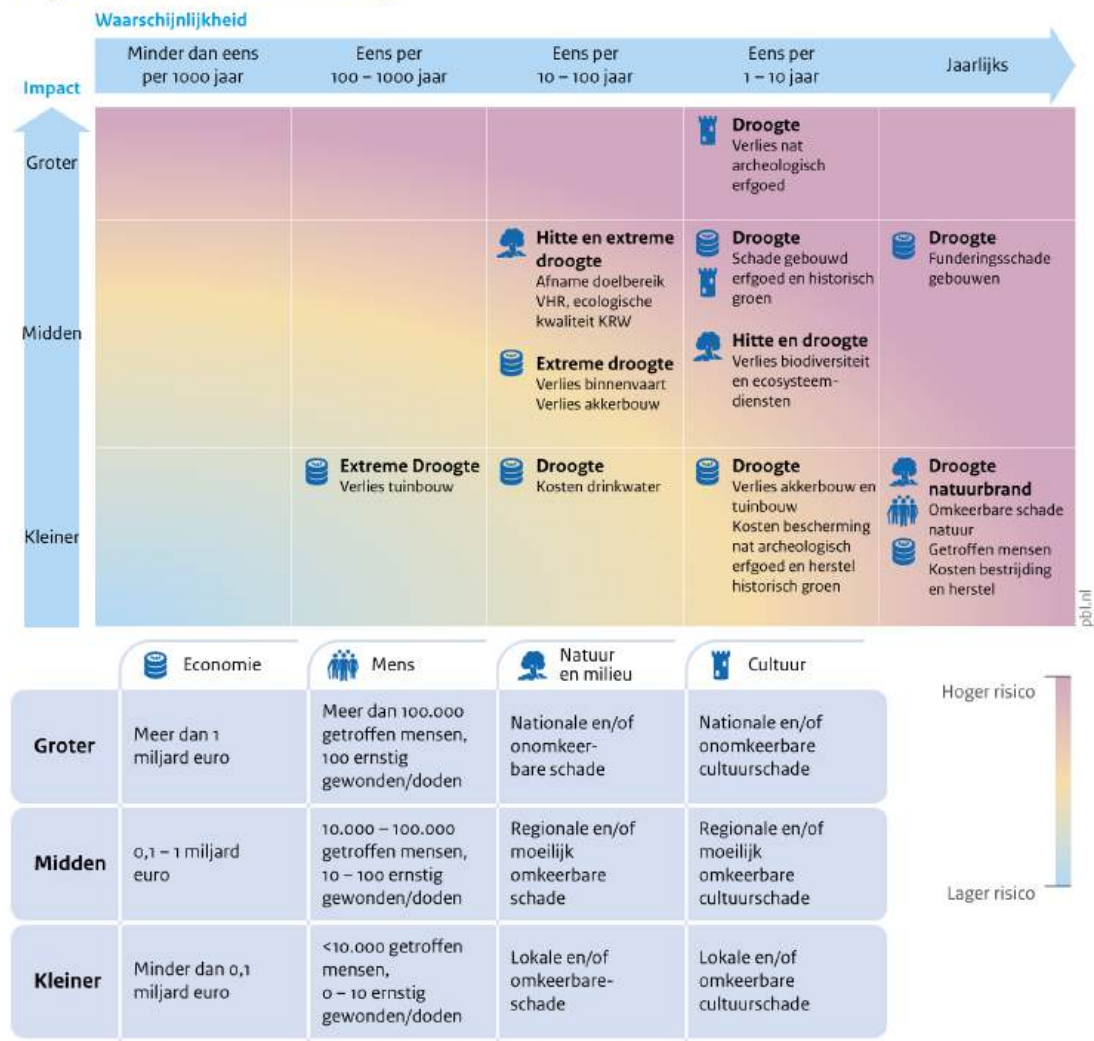 Waarschijnlijkheid
Minder dan eens
per 1000 jaar
Eens per
100 – 1000 jaar
Eens per
10 – 100 jaar
Eens per
1 – 10 jaar
Jaarlijks
Impact
Groter
Droogte
Verlies nat
archeologisch
erfgoed
Midden
Hitte en extreme
droogte
Afname doelbereik
VHR, ecologische
kwaliteit KRW
Extreme droogte
Verlies binnenvaart
Verlies akkerbouw
Droogte
Schade gebouwd
erfgoed en historisch
groen
Hitte en droogte
Verlies biodiversiteit
en ecosysteem-
diensten
Droogte
Funderingsschade
gebouwen
Kleiner
Extreme Droogte
Verlies tuinbouw
Droogte
Kosten drinkwater
Droogte
Verlies akkerbouw en
tuinbouw
Kosten bescherming
nat archeologisch
erfgoed en herstel
historisch groen
Droogte
natuurbrand
Omkeerbare schade
natuur
Getroffen mensen
Kosten bestrijding
en herstel
pbl.nl
Economie
Mens
Natuur
en milieu
Cultuur
Groter
Meer dan 1
miljard euro
Meer dan 100.000
getroffen mensen,
100 ernstig
gewonden/doden
Nationale en/of
onomkeer-
bare schade
Nationale en/of
onomkeerbare
cultuurschade
Midden
0,1 – 1 miljard
euro
10.000 – 100.000
getroffen mensen,
10 – 100 ernstig
gewonden/doden
Regionale en/of
moeilijk
omkeerbare
schade
Regionale en/of
moeilijk
omkeerbare
cultuurschade
Kleiner
Minder dan 0,1
miljard euro
<10.000 getroffen
mensen,
0 – 10 ernstig
gewonden/doden
Lokale en/of
omkeerbare-
schade
Lokale en/of
omkeerbare
cultuurschade
Hoger risico
Lager risico